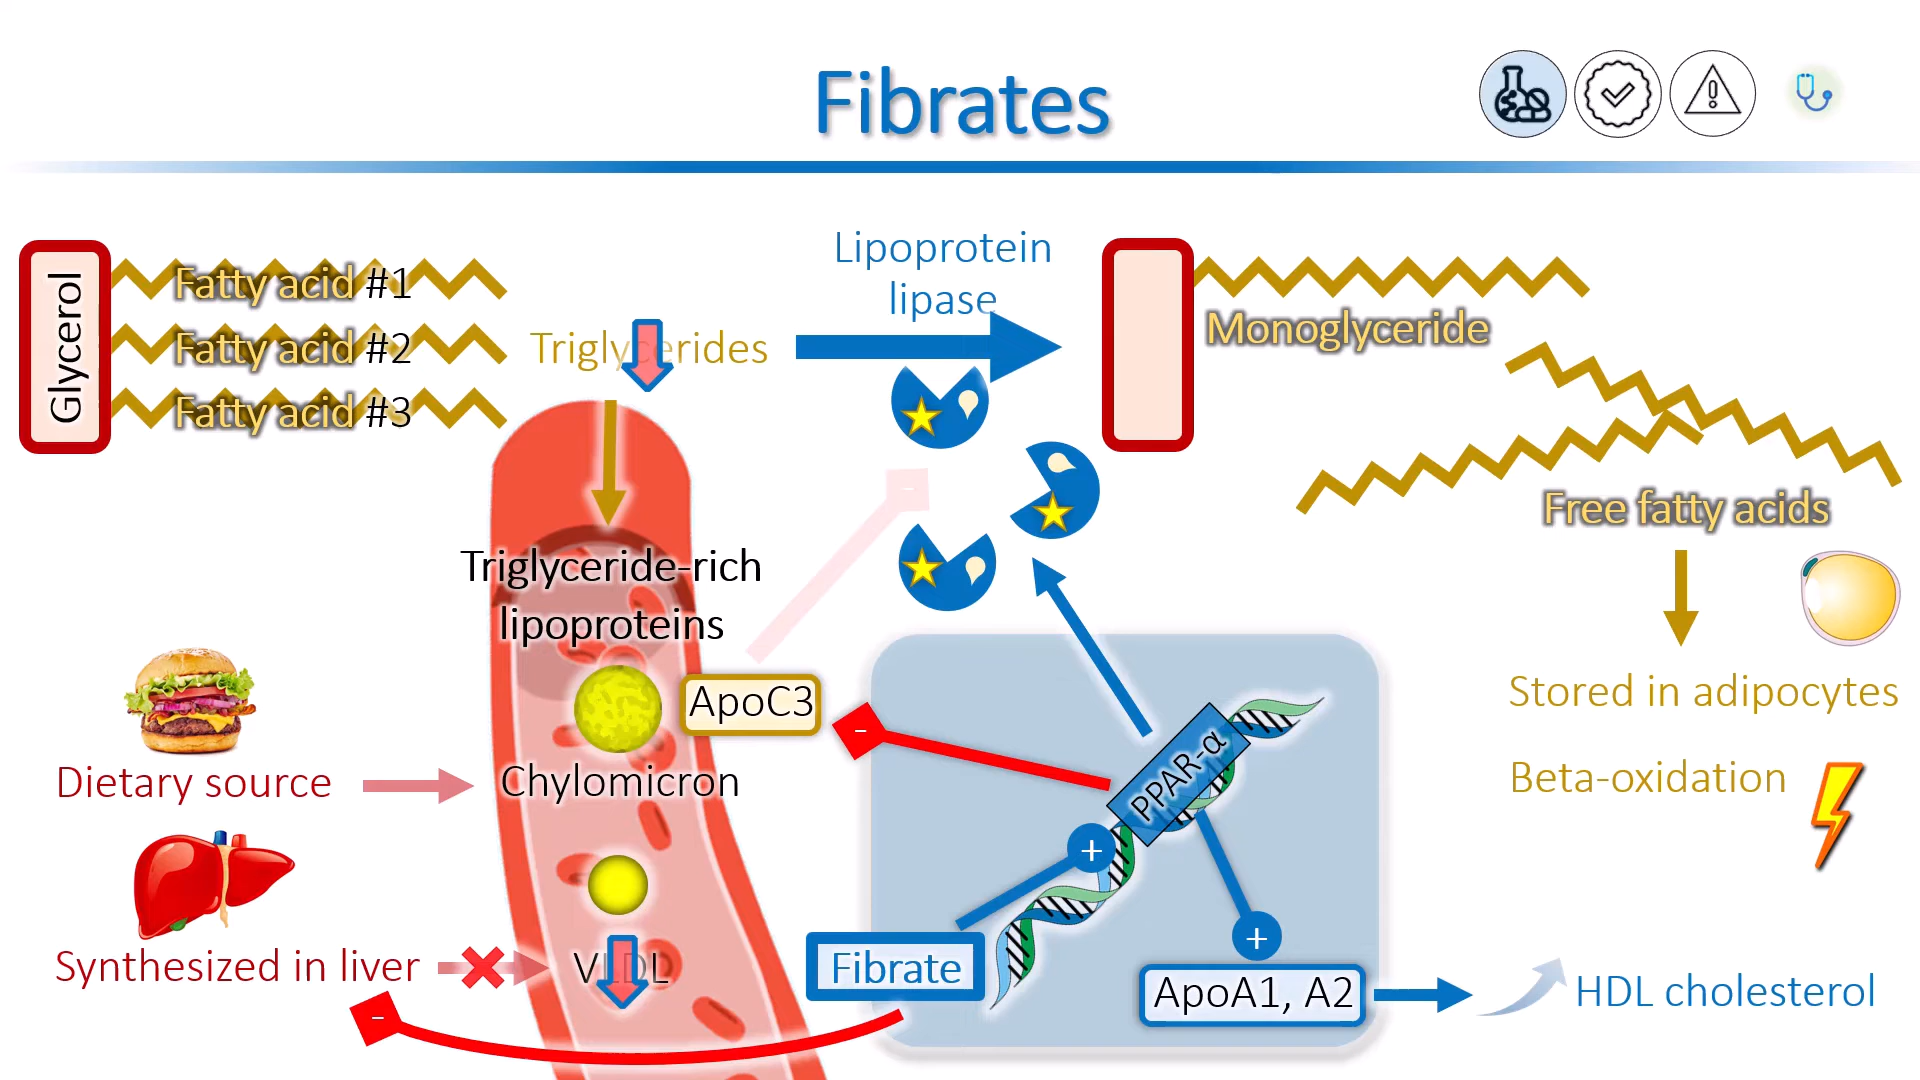 Fibrates
Glycerol
Fatty acid #1
Fatty acid #2
Fatty acid #3
Triglycerides
Lipoprotein
lipase
Monoglyceride
Free fatty acids
Stored in adipocytes
Beta-oxidation
Triglyceride-rich
lipoproteins
ApoC3
-
-
Dietary source
Chylomicron
Synthesized in liver
VLDL
-
Fibrate
+
PPAR-α
+
ApoA1, A2
HDL cholesterol